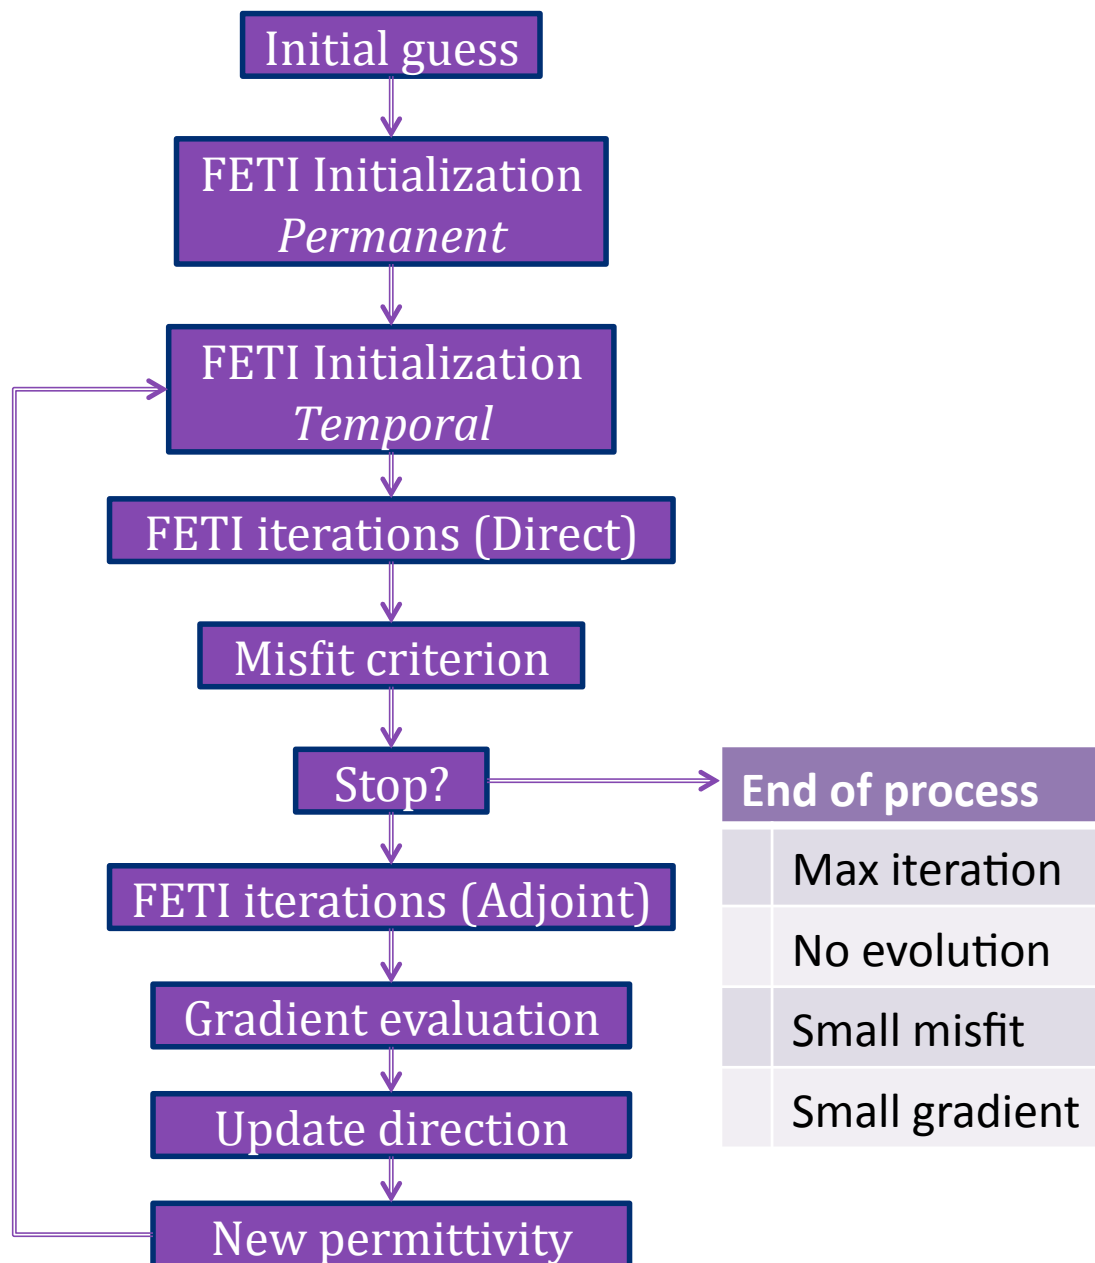 Initial guess
FETI Initialization
Permanent
FETI Initialization
Temporal
FETI iterations (Direct)
Misfit criterion
Stop?
End of process
Max iteration
No evolution
Small misfit
Small gradient
FETI iterations (Adjoint)
Gradient evaluation
Update direction
New permittivity